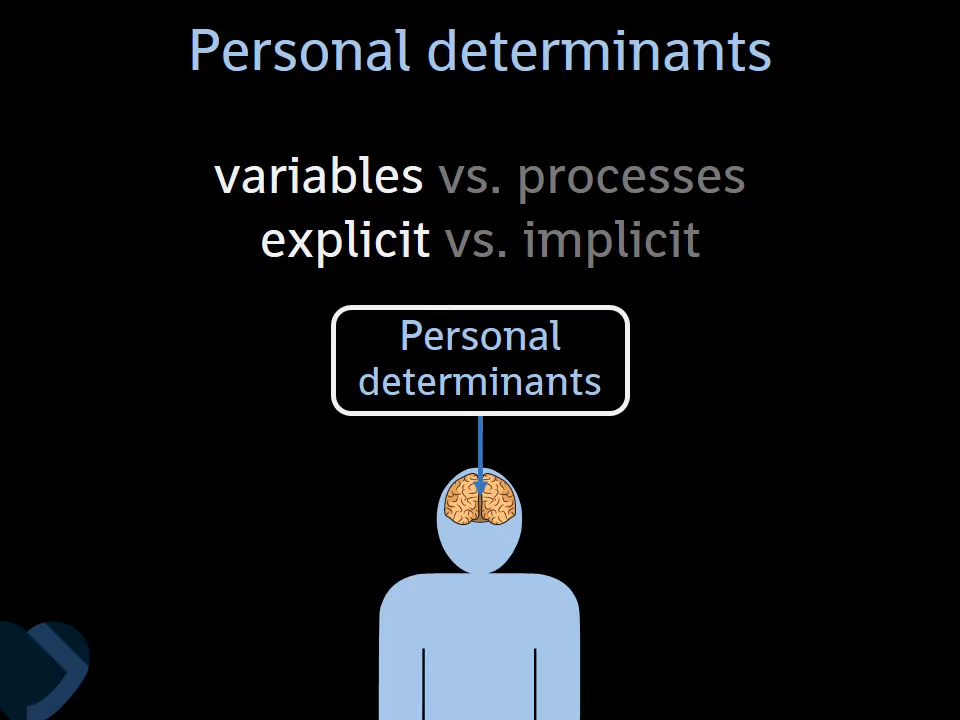 Personal determinants
variables vs. processes
explicit vs. implicit
Personal
determinants